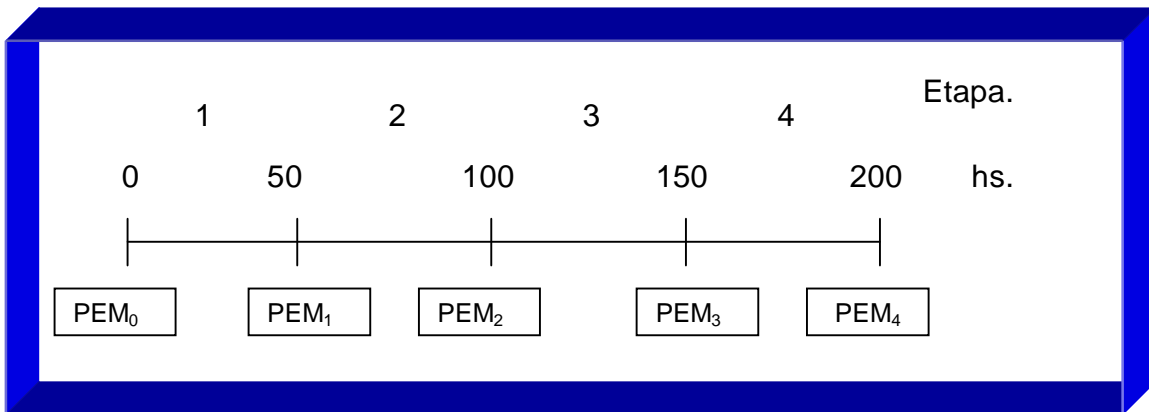 Etapa.
1 2 3 4
0 50 100 150 200 hs.
PEM₀ PEM₁ PEM₂ PEM₃ PEM₄